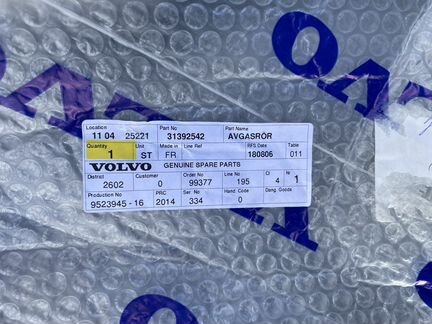 Location Part No Part Name
11 04 25221 31392542 AVGASRÖR
Quantity Unit Made in Line Ref RFS Date Table
1 ST FR 180806 011
VOLVO GENUINE SPARE PARTS
District Customer Order No Line No Cl Nr
2602 0 99377 195 4 1
Production No PRC Ser No Hand. Code Dang. Goods
9523945 - 16 2014 334 0